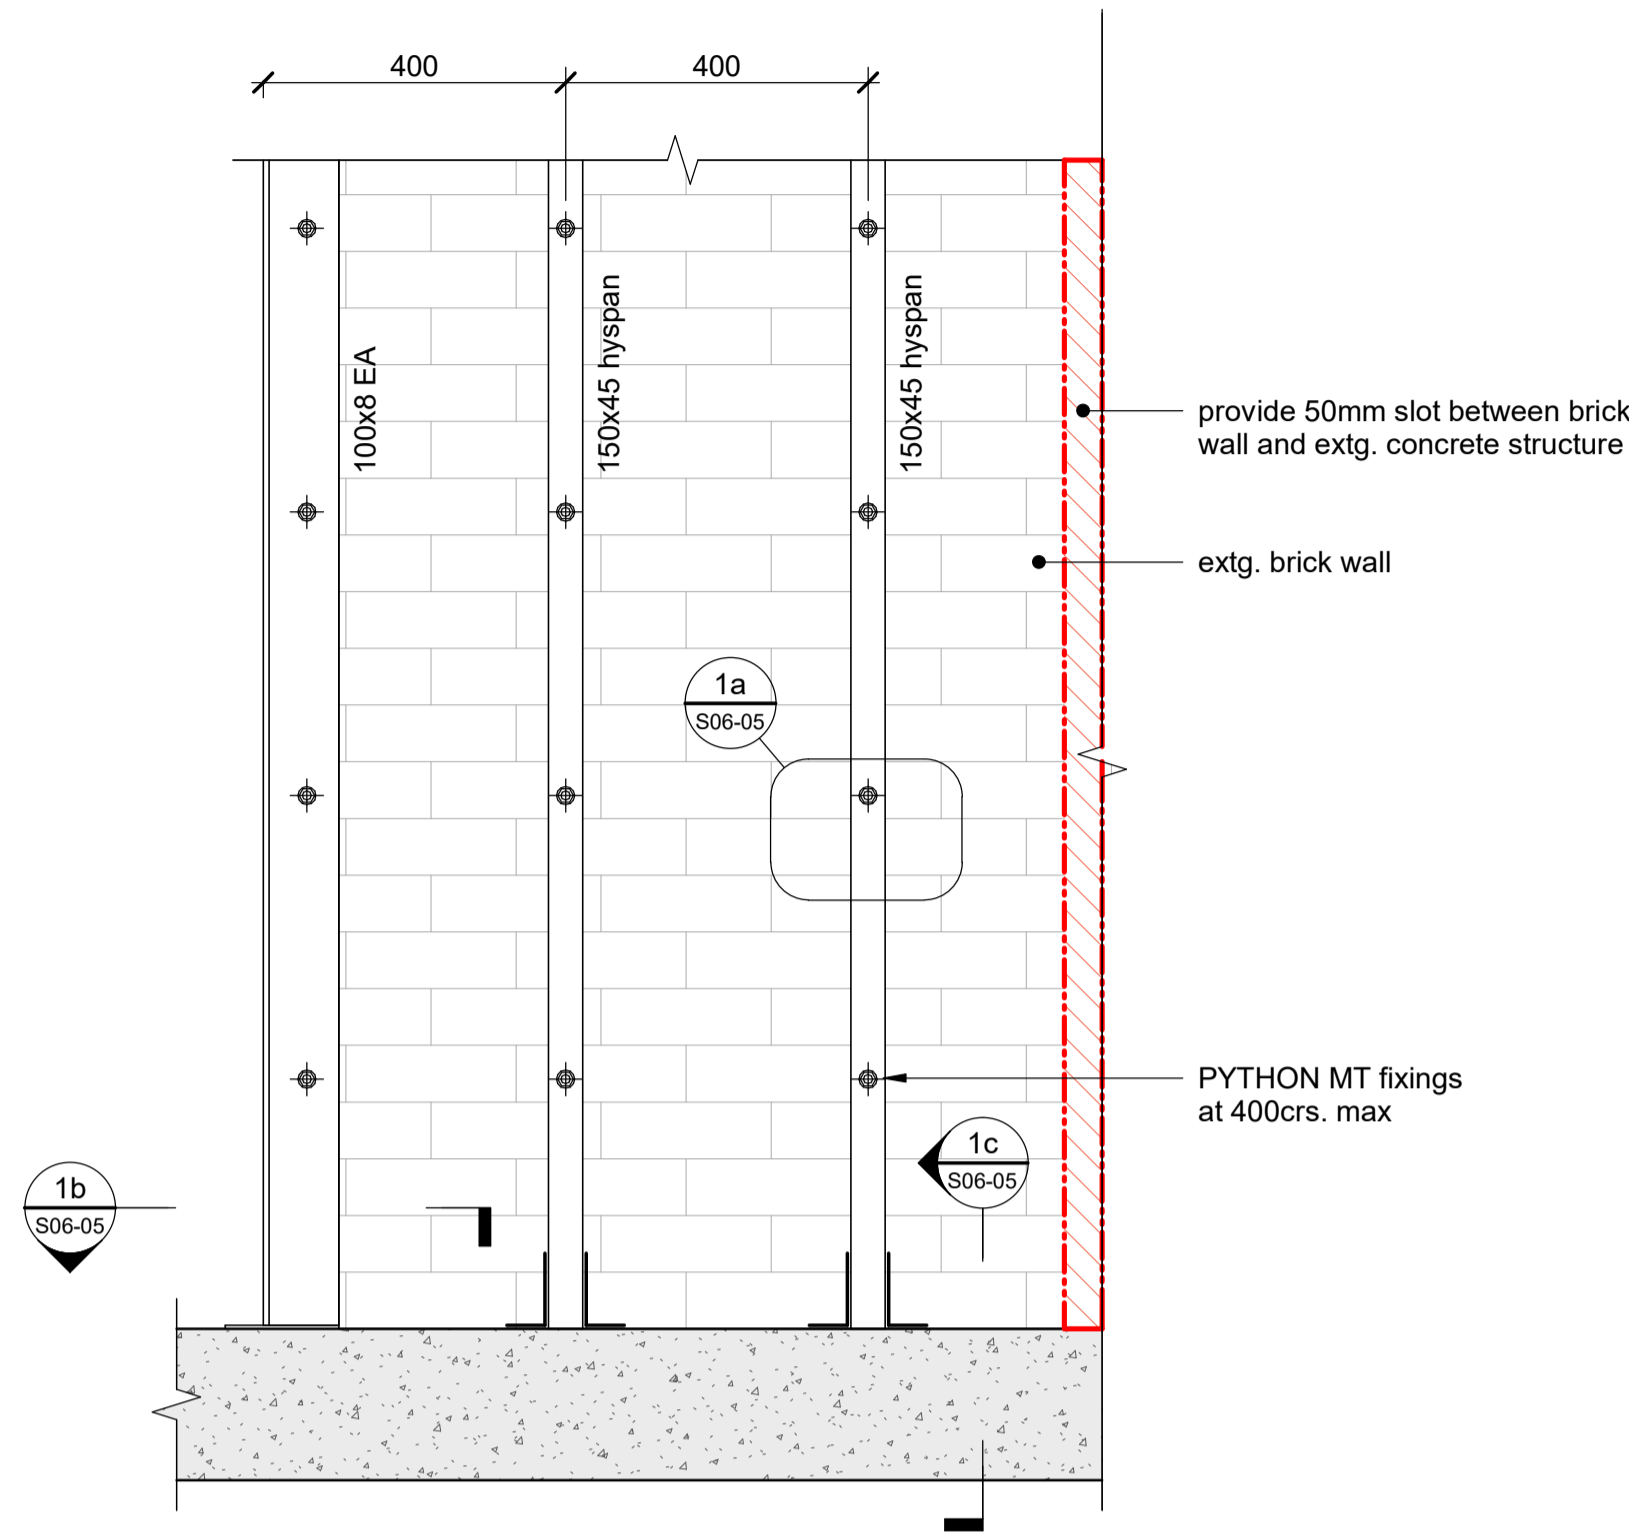 400
400
100x8 EA
150x45 hyspan
150x45 hyspan
provide 50mm slot between brick
wall and extg. concrete structure
extg. brick wall
1a
S06-05
PYTHON MT fixings
at 400crs. max
1c
S06-05
1b
S06-05